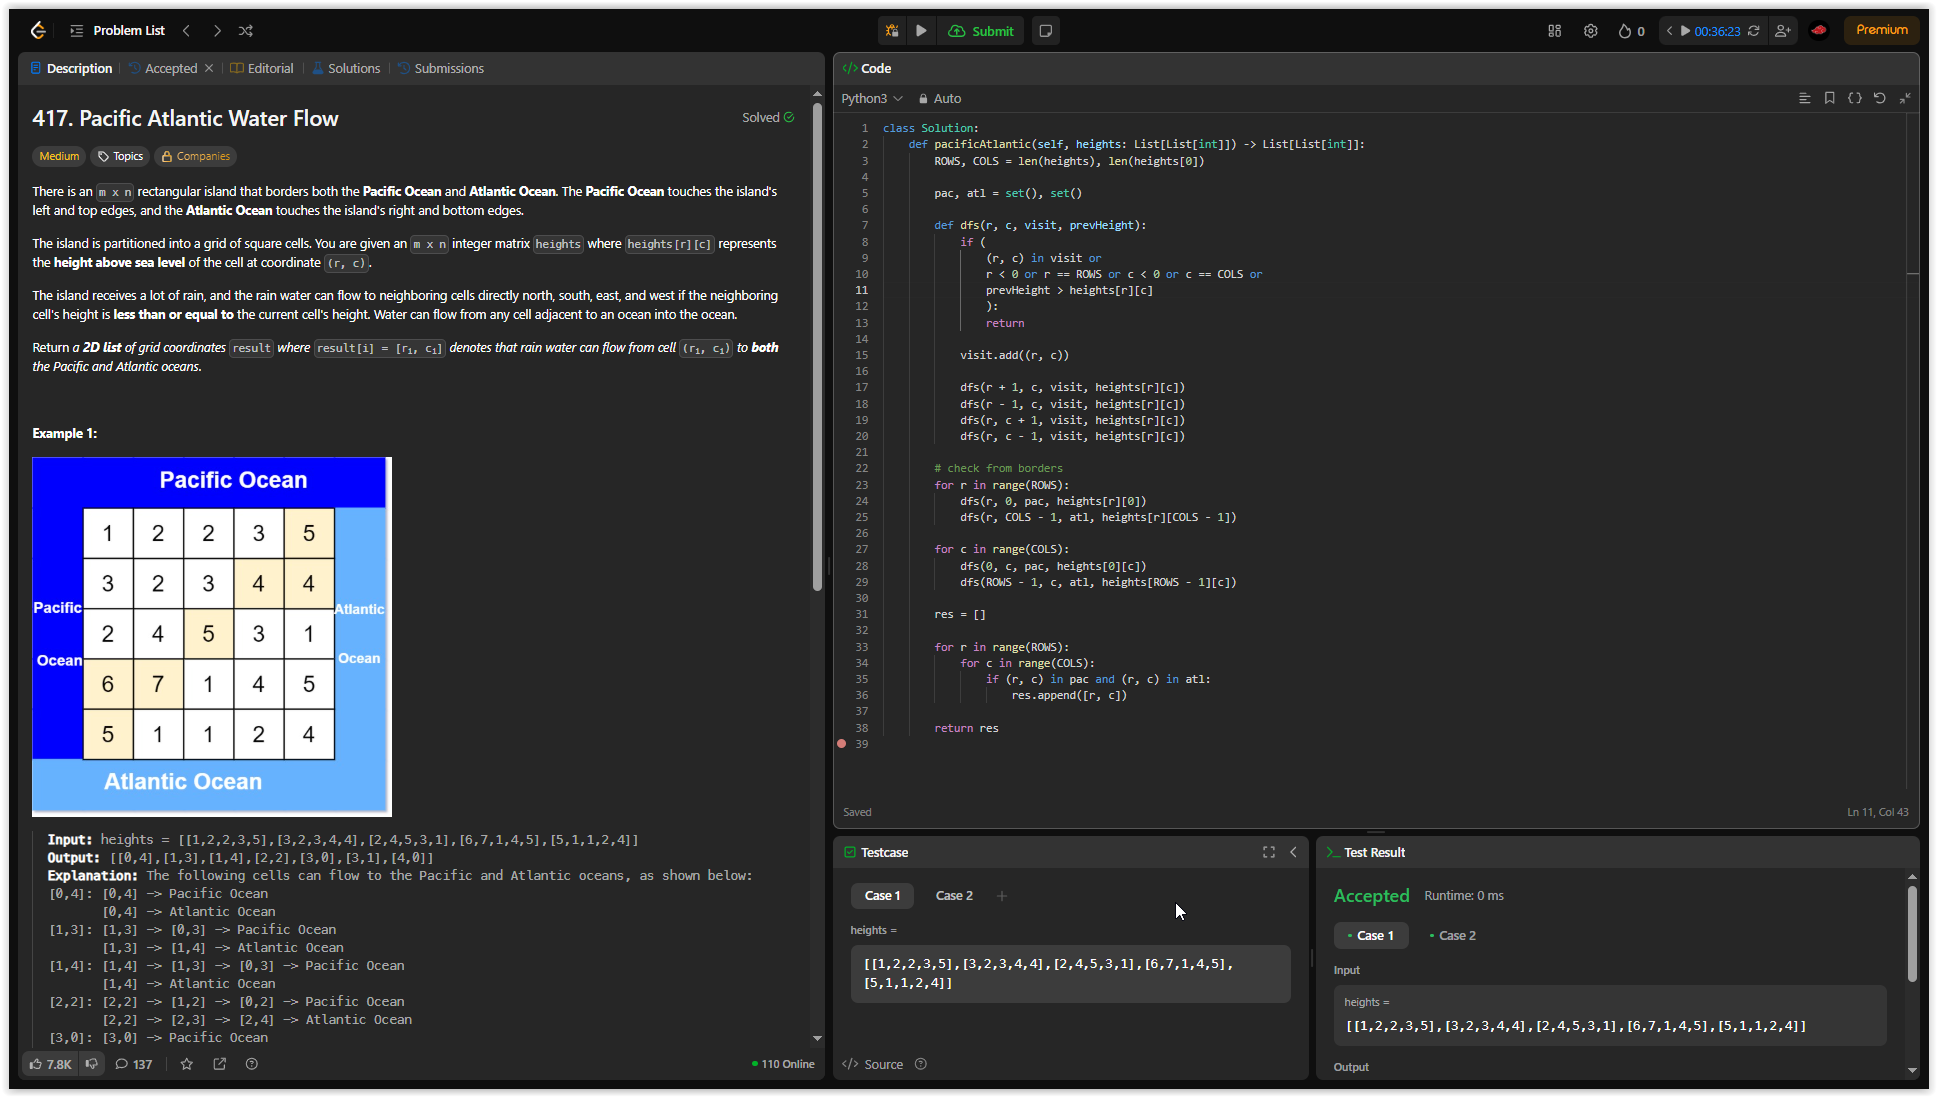 Problem List
Submit
0
00:36:23
Premium
Description
Accepted
Editorial
Solutions
Submissions
417. Pacific Atlantic Water Flow
Solved
Medium
Topics
Companies
There is an m x n rectangular island that borders both the Pacific Ocean and Atlantic Ocean. The Pacific Ocean touches the island's
left and top edges, and the Atlantic Ocean touches the island's right and bottom edges.
The island is partitioned into a grid of square cells. You are given an m x n integer matrix heights where heights[r][c] represents
the height above sea level of the cell at coordinate (r, c).
The island receives a lot of rain, and the rain water can flow to neighboring cells directly north, south, east, and west if the neighboring
cell's height is less than or equal to the current cell's height. Water can flow from any cell adjacent to an ocean into the ocean.
Return a 2D list of grid coordinates result where result[i] = [ri, ci] denotes that rain water can flow from cell (ri, ci) to both
the Pacific and Atlantic oceans.
Example 1:
Pacific Ocean
1 2 2 3 5
3 2 3 4 4
Pacific
Atlantic
2 4 5 3 1
Ocean
Ocean
6 7 1 4 5
5 1 1 2 4
Atlantic Ocean
Input: heights = [[1,2,2,3,5],[3,2,3,4,4],[2,4,5,3,1],[6,7,1,4,5],[5,1,1,2,4]]
Output: [[0,4],[1,3],[1,4],[2,2],[3,0],[3,1],[4,0]]
Explanation: The following cells can flow to the Pacific and Atlantic oceans, as shown below:
[0,4]: [0,4] -> Pacific Ocean
[0,4] -> Atlantic Ocean
[1,3]: [1,3] -> [0,3] -> Pacific Ocean
[1,3] -> [1,4] -> Atlantic Ocean
[1,4]: [1,4] -> [1,3] -> [0,3] -> Pacific Ocean
[1,4] -> Atlantic Ocean
[2,2]: [2,2] -> [1,2] -> [0,2] -> Pacific Ocean
[2,2] -> [2,3] -> [2,4] -> Atlantic Ocean
[3,0]: [3,0] -> Pacific Ocean
7.8K
137
110 Online
</> Code
Python3
Auto
1 class Solution:
2 def pacificAtlantic(self, heights: List[List[int]]) -> List[List[int]]:
3 ROWS, COLS = len(heights), len(heights[0])
4
5 pac, atl = set(), set()
6
7 def dfs(r, c, visit, prevHeight):
8 if (
9 (r, c) in visit or
10 r < 0 or r == ROWS or c < 0 or c == COLS or
11 prevHeight > heights[r][c]
12 ):
13 return
14
15 visit.add((r, c))
16
17 dfs(r + 1, c, visit, heights[r][c])
18 dfs(r - 1, c, visit, heights[r][c])
19 dfs(r, c + 1, visit, heights[r][c])
20 dfs(r, c - 1, visit, heights[r][c])
21
22 # check from borders
23 for r in range(ROWS):
24 dfs(r, 0, pac, heights[r][0])
25 dfs(r, COLS - 1, atl, heights[r][COLS - 1])
26
27 for c in range(COLS):
28 dfs(0, c, pac, heights[0][c])
29 dfs(ROWS - 1, c, atl, heights[ROWS - 1][c])
30
31 res = []
32
33 for r in range(ROWS):
34 for c in range(COLS):
35 if (r, c) in pac and (r, c) in atl:
36 res.append([r, c])
37
38 return res
39
Saved
Ln 11, Col 43
Testcase
Case 1
Case 2
heights =
[[1,2,2,3,5],[3,2,3,4,4],[2,4,5,3,1],[6,7,1,4,5],
[5,1,1,2,4]]
</> Source
Test Result
Accepted
Runtime: 0 ms
Case 1
Case 2
Input
heights =
[[1,2,2,3,5],[3,2,3,4,4],[2,4,5,3,1],[6,7,1,4,5],[5,1,1,2,4]]
Output